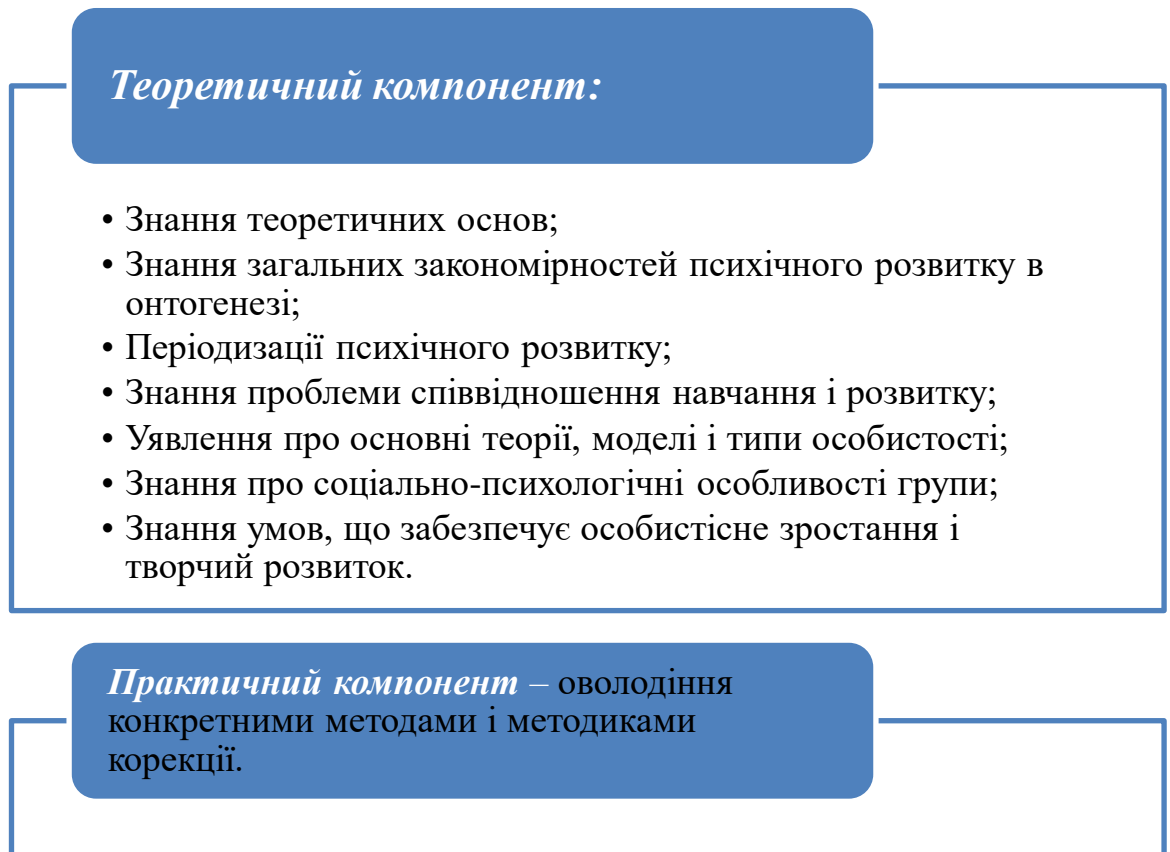 Теоретичний компонент:
• Знання теоретичних основ;
• Знання загальних закономірностей психічного розвитку в
онтогенезі;
• Періодизації психічного розвитку;
• Знання проблеми співвідношення навчання і розвитку;
• Уявлення про основні теорії, моделі і типи особистості;
• Знання про соціально-психологічні особливості групи;
• Знання умов, що забезпечує особистісне зростання і
творчий розвиток.
Практичний компонент – оволодіння
конкретними методами і методиками
корекції.